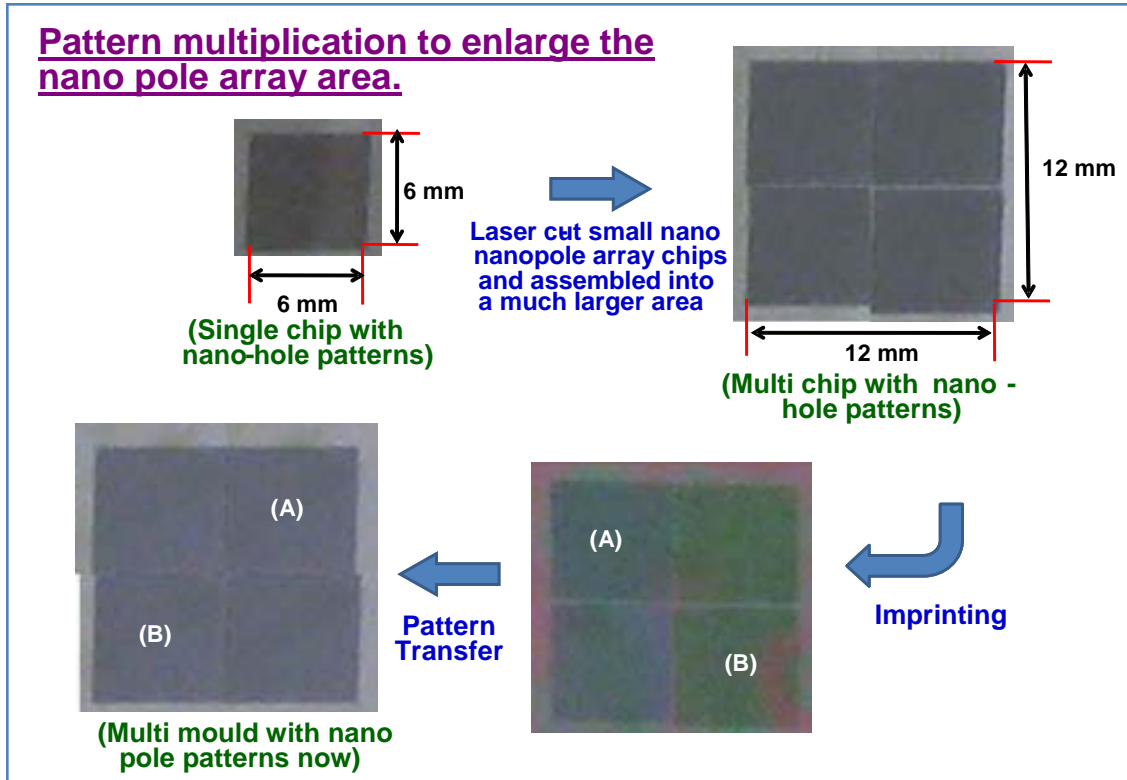 Pattern multiplication to enlarge the
nano pole array area.
6 mm
6 mm
(Single chip with
nano-hole patterns)
Laser cut small nano
nanopole array chips
and assembled into
a much larger area
12 mm
12 mm
(Multi chip with nano -
hole patterns)
Imprinting
(A)
(B)
Pattern
Transfer
(A)
(B)
(Multi mould with nano
pole patterns now)